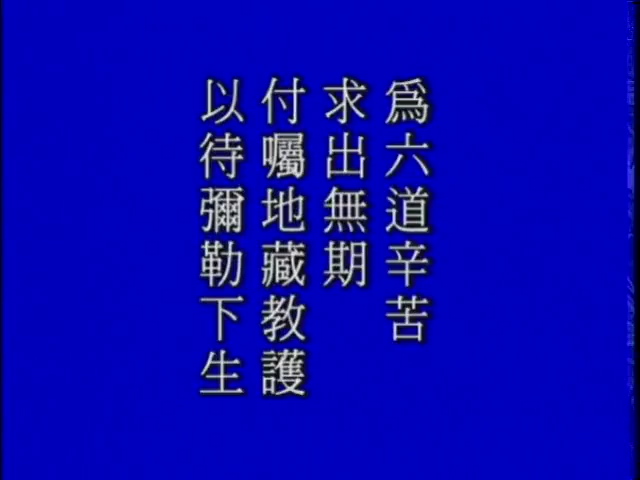 爲六道辛苦
求出無期
付囑地藏教護
以待彌勒下生